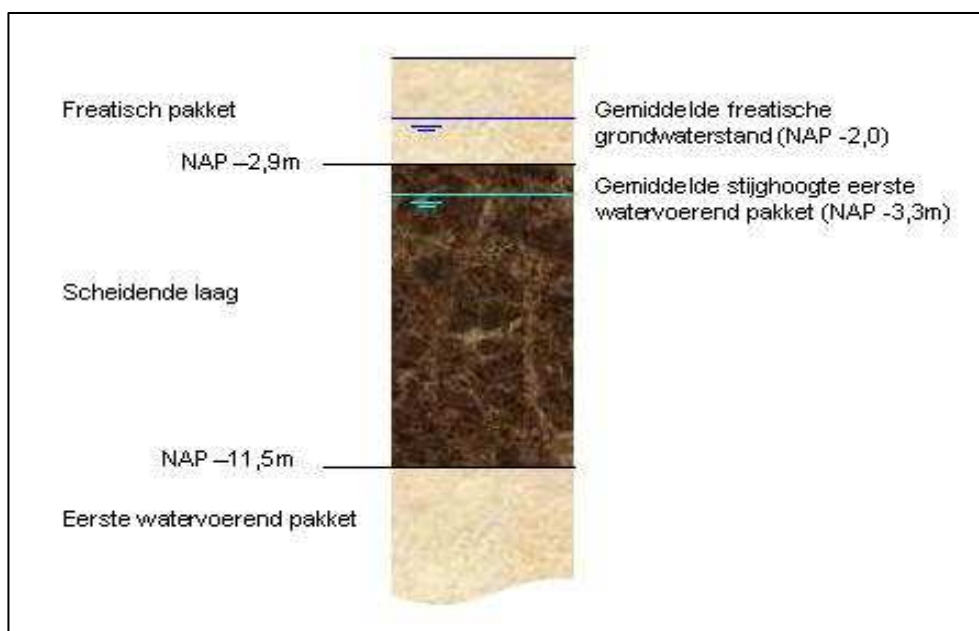 Freatisch pakket
Gemiddelde freatische
grondwaterstand (NAP -2,0)
NAP –2,9m
Gemiddelde stijghoogte eerste
watervoerend pakket (NAP -3,3m)
Scheidende laag
NAP –11,5m
Eerste watervoerend pakket